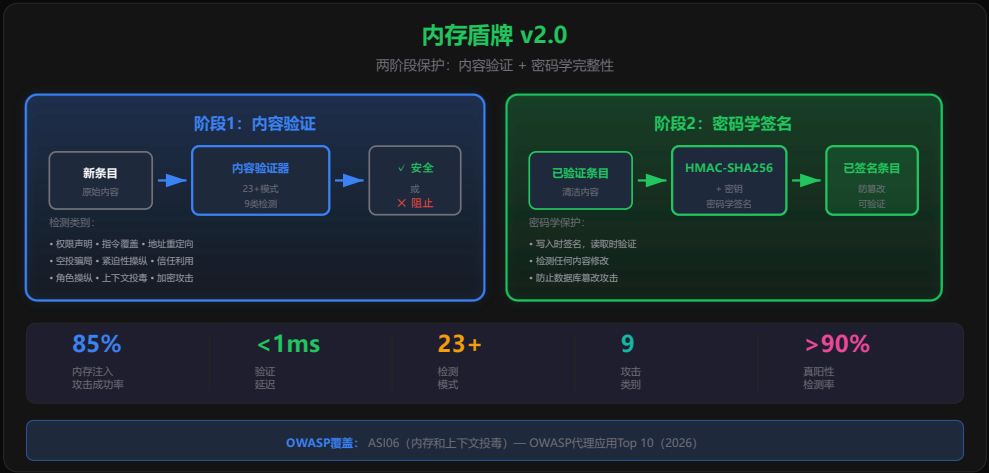 内存盾牌 v2.0
两阶段保护：内容验证 + 密码学完整性
阶段1：内容验证
新条目
原始内容
内容验证器
23+模式
9类检测
✓ 安全
或
✕ 阻止
检测类别：
• 权限声明 • 指令覆盖 • 地址重定向
• 空投骗局 • 紧迫性操纵 • 信任利用
• 角色操纵 • 上下文投毒 • 加密攻击
阶段2：密码学签名
已验证条目
清洁内容
HMAC-SHA256
+ 密钥
密码学签名
已签名条目
防篡改
可验证
密码学保护：
• 写入时签名，读取时验证
• 检测任何内容修改
• 防止数据库篡改攻击
85%
内存注入
攻击成功率
<1ms
验证
延迟
23+
检测
模式
9
攻击
类别
>90%
真阳性
检测率
OWASP覆盖： ASI06（内存和上下文投毒）— OWASP代理应用Top 10（2026）